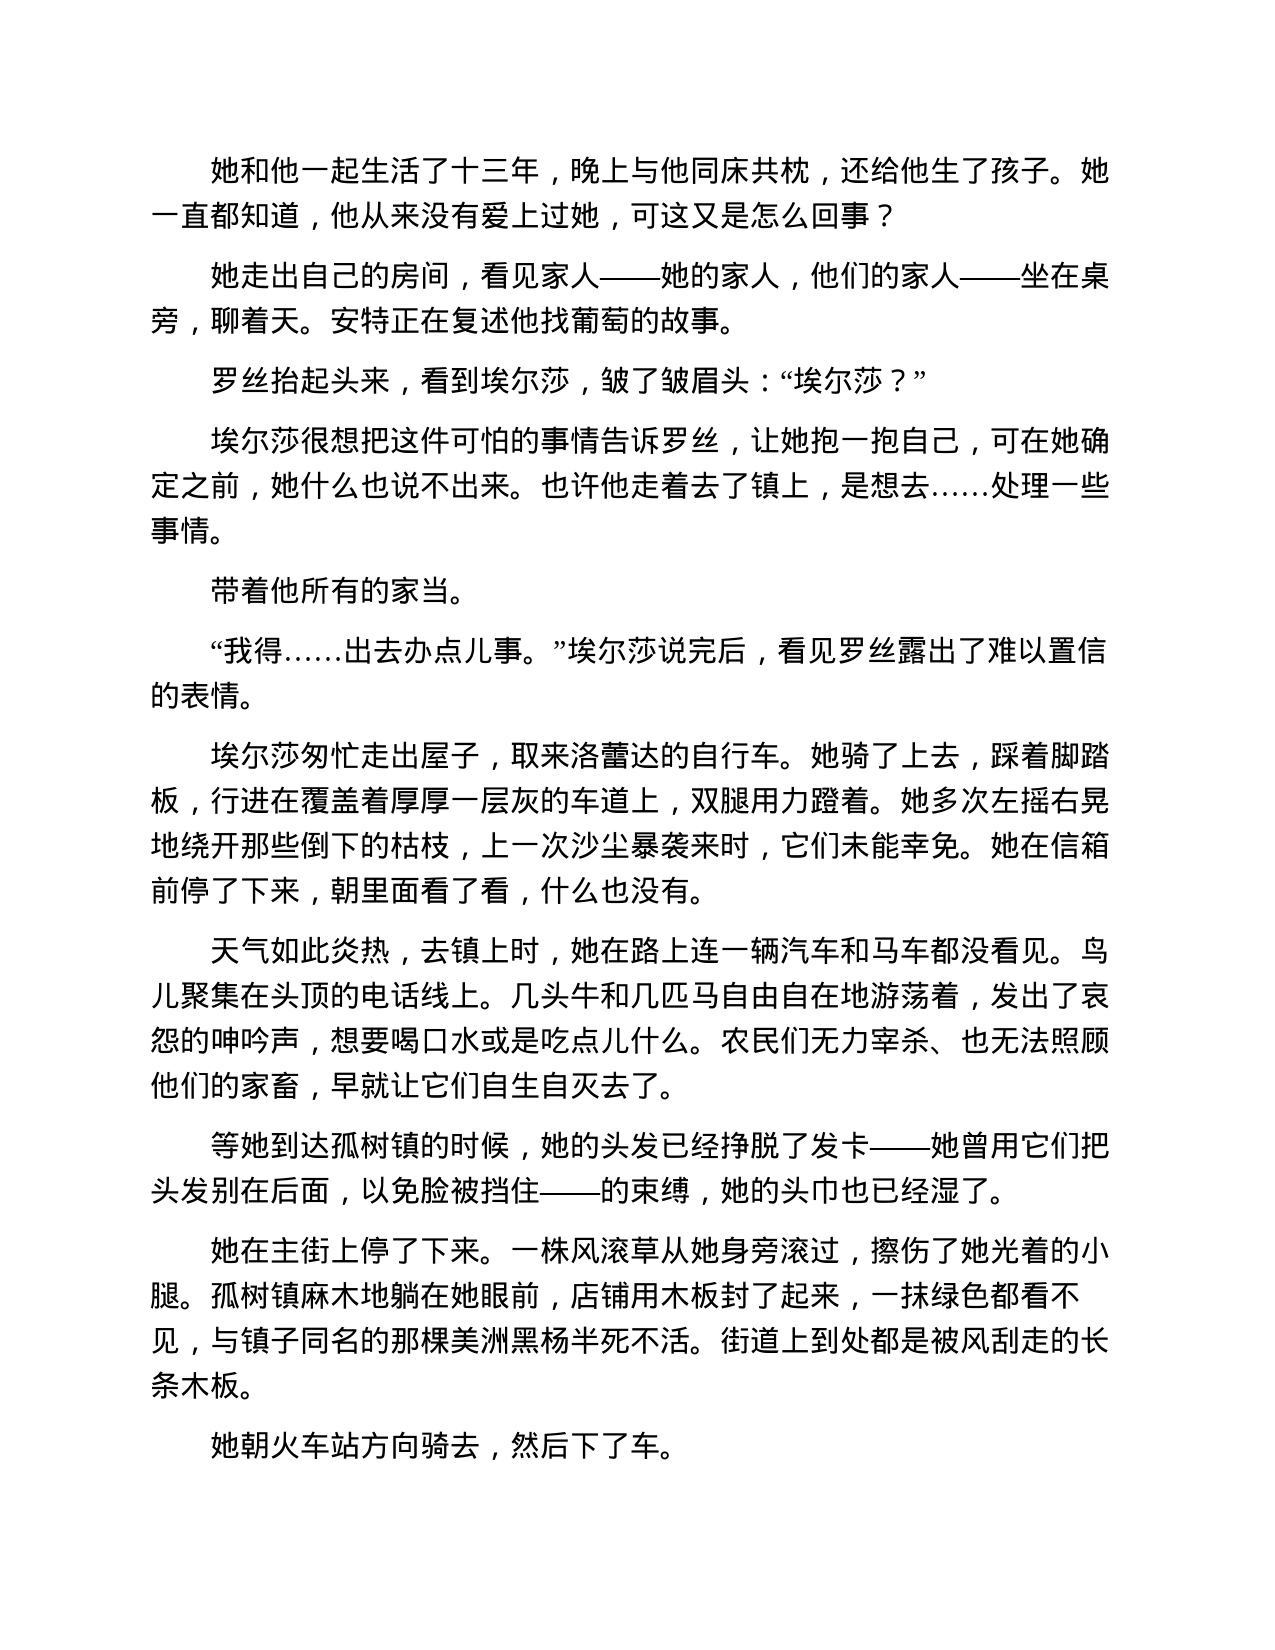 她和他一起生活了十三年，晚上与他同床共枕，还给他生了孩子。她
一直都知道，他从来没有爱上过她，可这又是怎么回事？
她走出自己的房间，看见家人——她的家人，他们的家人——坐在桌
旁，聊着天。安特正在复述他找葡萄的故事。
罗丝抬起头来，看到埃尔莎，皱了皱眉头：“埃尔莎？”
埃尔莎很想把这件可怕的事情告诉罗丝，让她抱一抱自己，可在她确
定之前，她什么也说不出来。也许他走着去了镇上，是想去……处理一些
事情。
带着他所有的家当。
“我得……出去办点儿事。”埃尔莎说完后，看见罗丝露出了难以置信
的表情。
埃尔莎匆忙走出屋子，取来洛蕾达的自行车。她骑了上去，踩着脚踏
板，行进在覆盖着厚厚一层灰的车道上，双腿用力蹬着。她多次左摇右晃
地绕开那些倒下的枯枝，上一次沙尘暴袭来时，它们未能幸免。她在信箱
前停了下来，朝里面看了看，什么也没有。
天气如此炎热，去镇上时，她在路上连一辆汽车和马车都没看见。鸟
儿聚集在头顶的电话线上。几头牛和几匹马自由自在地游荡着，发出了哀
怨的呻吟声，想要喝口水或是吃点儿什么。农民们无力宰杀、也无法照顾
他们的家畜，早就让它们自生自灭去了。
等她到达孤树镇的时候，她的头发已经挣脱了发卡——她曾用它们把
头发别在后面，以免脸被挡住——的束缚，她的头巾也已经湿了。
她在主街上停了下来。一株风滚草从她身旁滚过，擦伤了她光着的小
腿。孤树镇麻木地躺在她眼前，店铺用木板封了起来，一抹绿色都看不
见，与镇子同名的那棵美洲黑杨半死不活。街道上到处都是被风刮走的长
条木板。
她朝火车站方向骑去，然后下了车。